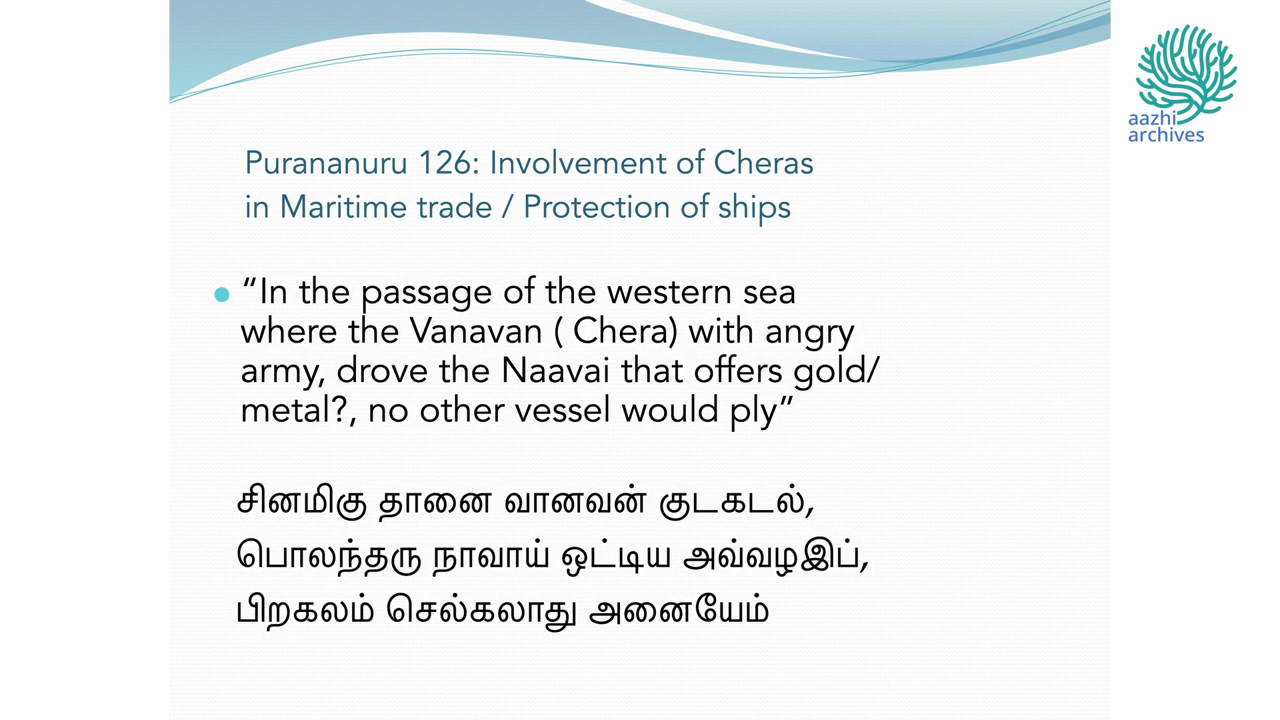 aazhi
archives
Purananuru 126: Involvement of Cheras
in Maritime trade / Protection of ships
“In the passage of the western sea
where the Vanavan ( Chera) with angry
army, drove the Naavai that offers gold/
metal?, no other vessel would ply”
சினமிகு தானை வானவன் குடகடல்,
பொலந்தரு நாவாய் ஒட்டிய அவ்வழஇப்,
பிறகலம் செல்கலாது அனையேம்